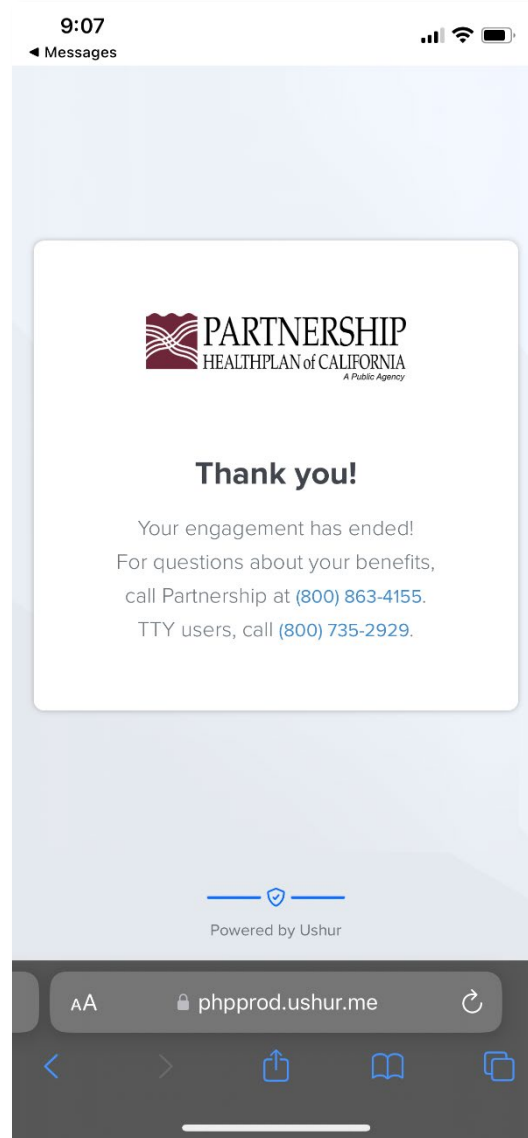 9:07
◀ Messages
PARTNERSHIP
HEALTHPLAN of CALIFORNIA
A Public Agency
Thank you!
Your engagement has ended!
For questions about your benefits,
call Partnership at (800) 863-4155.
TTY users, call (800) 735-2929.
Powered by Ushur
AA
phpprod.ushur.me